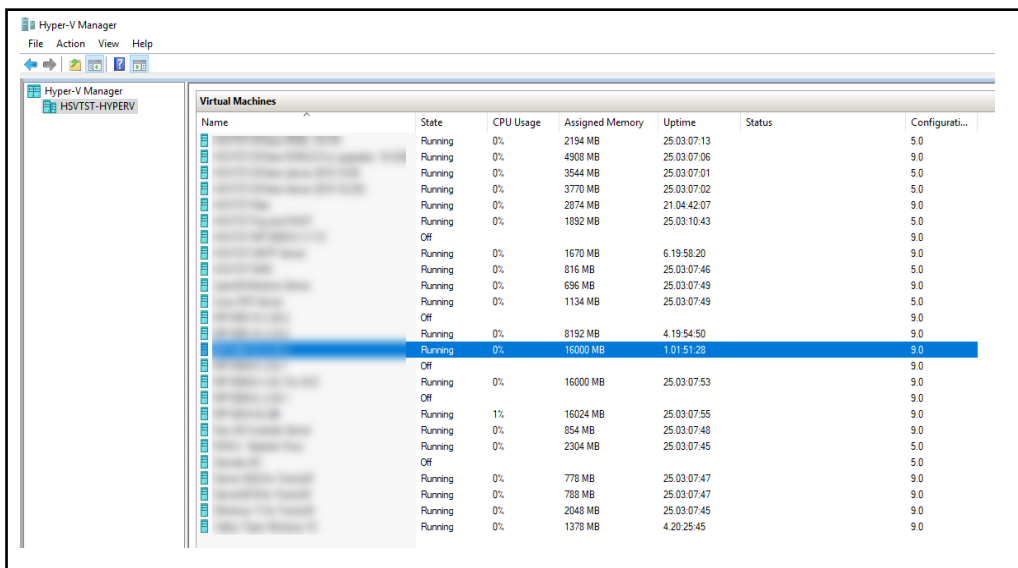 Hyper-V Manager
File Action View Help
Hyper-V Manager
HSVTST-HYPERV
Virtual Machines
Name State CPU Usage Assigned Memory Uptime Status Configurati...
Running 0% 2194 MB 25.03:07:13 5.0
Running 0% 4908 MB 25.03:07:06 9.0
Running 0% 3544 MB 25.03:07:01 5.0
Running 0% 3770 MB 25.03:07:02 5.0
Running 0% 2874 MB 21.04:42:07 9.0
Running 0% 1892 MB 25.03:10:43 5.0
Off 9.0
Running 0% 1670 MB 6.19:58:20 9.0
Running 0% 816 MB 25.03:07:46 5.0
Running 0% 696 MB 25.03:07:49 9.0
Running 0% 1134 MB 25.03:07:49 5.0
Off 9.0
Running 0% 8192 MB 4.19:54:50 9.0
Running 0% 16000 MB 1.01:51:28 9.0
Off 9.0
Running 0% 16000 MB 25.03:07:53 9.0
Off 9.0
Running 1% 16024 MB 25.03:07:55 9.0
Running 0% 854 MB 25.03:07:48 9.0
Running 0% 2304 MB 25.03:07:45 5.0
Off 5.0
Running 0% 778 MB 25.03:07:47 9.0
Running 0% 788 MB 25.03:07:47 9.0
Running 0% 2048 MB 25.03:07:45 9.0
Running 0% 1378 MB 4.20:25:45 9.0